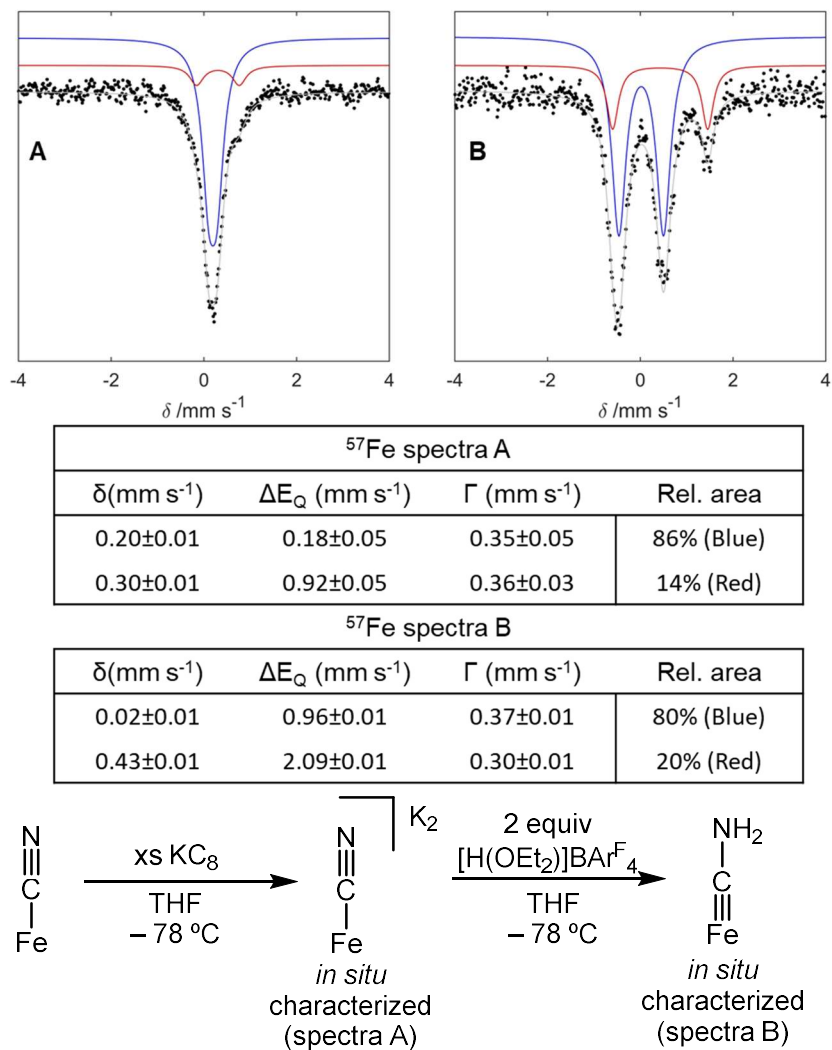 A
B
-4 -2 0 2 4
-4 -2 0 2 4
δ /mm s⁻¹
δ /mm s⁻¹
⁵⁷Fe spectra A
δ(mm s⁻¹) ΔE_Q (mm s⁻¹) Γ (mm s⁻¹) Rel. area
0.20±0.01 0.18±0.05 0.35±0.05 86% (Blue)
0.30±0.01 0.92±0.05 0.36±0.03 14% (Red)
⁵⁷Fe spectra B
δ(mm s⁻¹) ΔE_Q (mm s⁻¹) Γ (mm s⁻¹) Rel. area
0.02±0.01 0.96±0.01 0.37±0.01 80% (Blue)
0.43±0.01 2.09±0.01 0.30±0.01 20% (Red)
N
C
Fe
xs KC₈
THF
– 78 ºC
K₂
N
C
Fe
in situ
characterized
(spectra A)
2 equiv
[H(OEt₂)]BArᶠ₄
THF
– 78 ºC
NH₂
C
Fe
in situ
characterized
(spectra B)